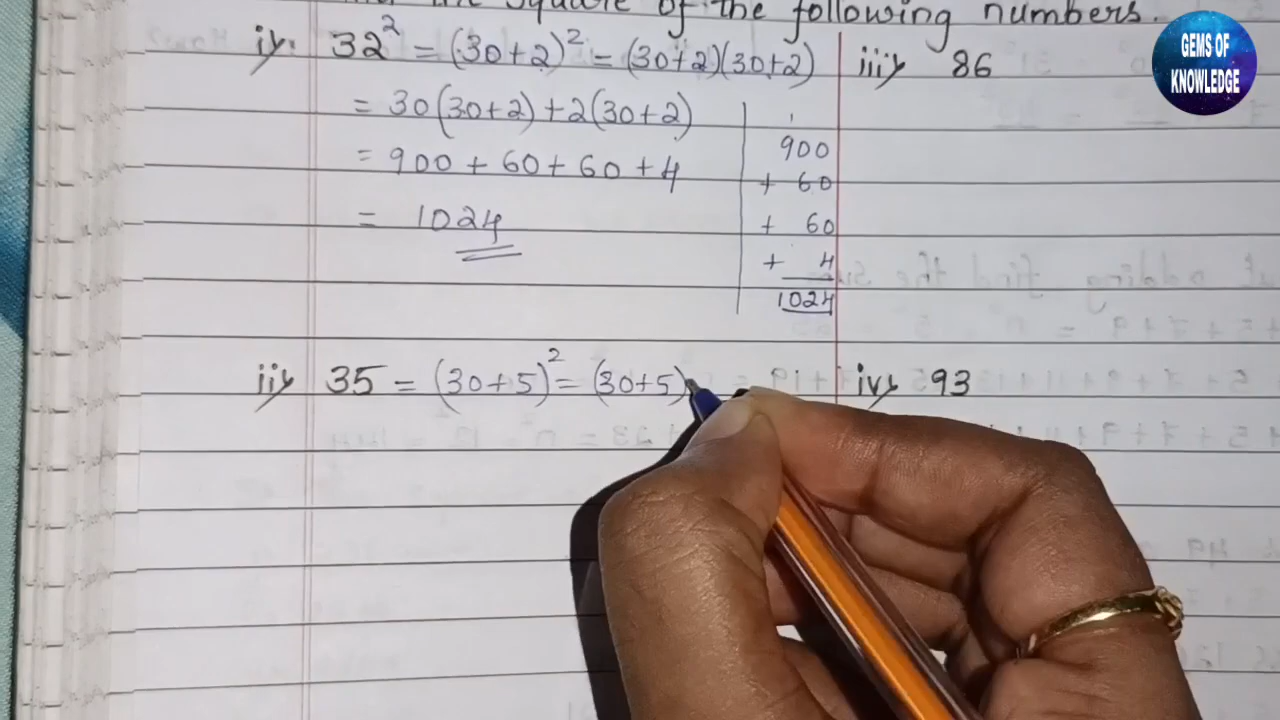 the square of the following numbers.
i). 32² = (30+2)² = (30+2)(30+2)
= 30(30+2) + 2(30+2)
= 900 + 60 + 60 + 4
= 1024
1
900
+ 60
+ 60
+ 4
1024
ii) 35 = (30+5)² = (30+5)
iii) 86
iv) 93
GEMS OF
KNOWLEDGE